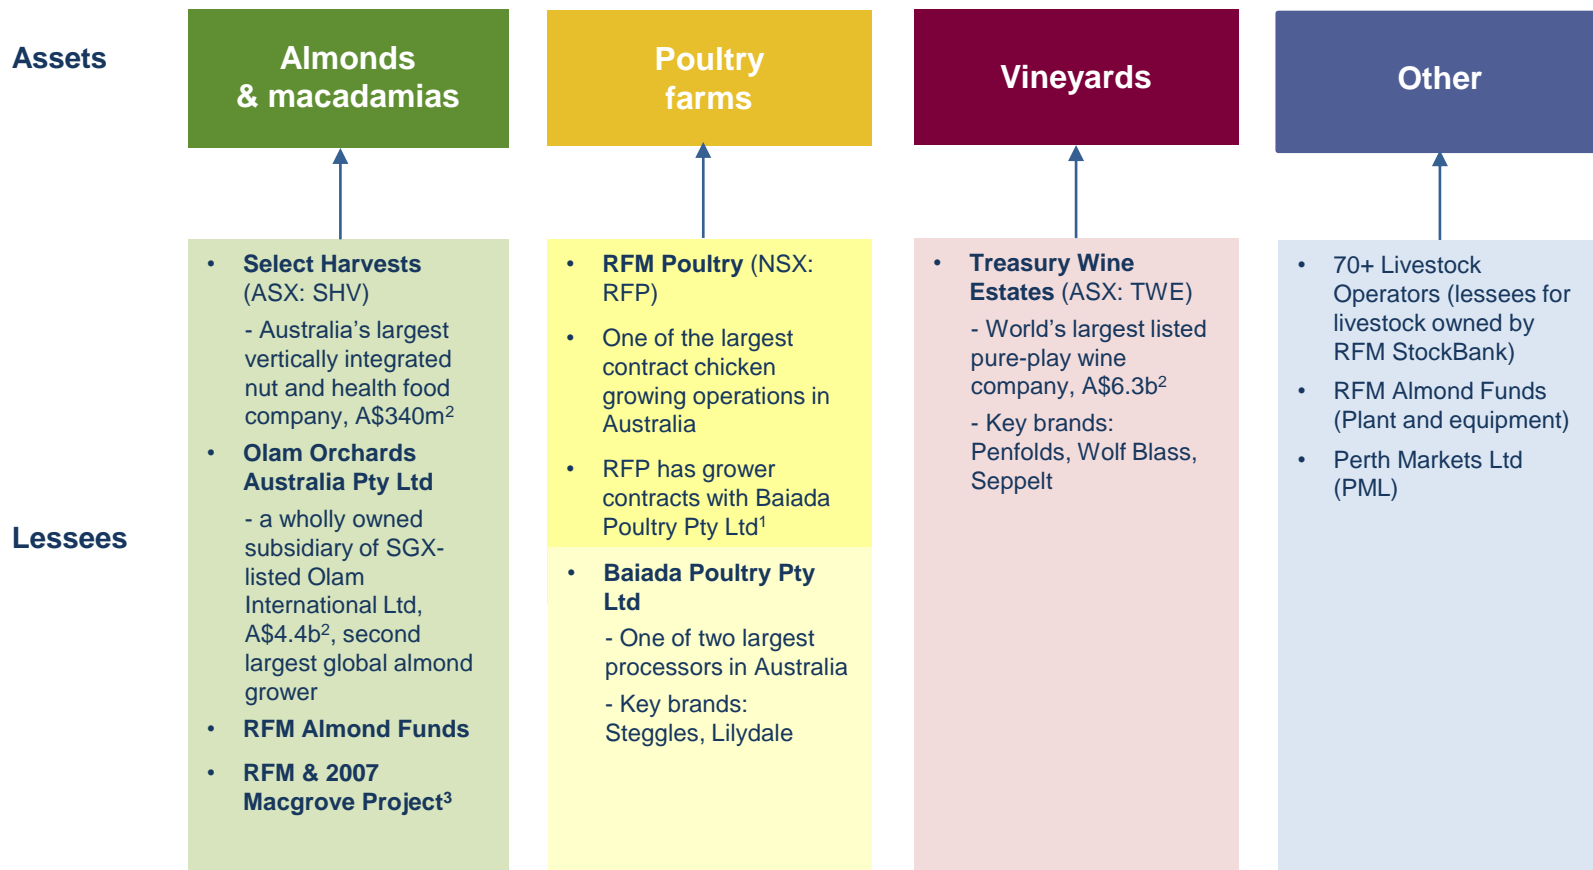 Assets
Almonds
& macadamias
Poultry
farms
Vineyards
Other
Lessees
• Select Harvests
(ASX: SHV)
- Australia’s largest
vertically integrated
nut and health food
company, A$340m²
• Olam Orchards
Australia Pty Ltd
- a wholly owned
subsidiary of SGX-
listed Olam
International Ltd,
A$4.4b², second
largest global almond
grower
• RFM Almond Funds
• RFM & 2007
Macgrove Project³
• RFM Poultry (NSX:
RFP)
• One of the largest
contract chicken
growing operations in
Australia
• RFP has grower
contracts with Baiada
Poultry Pty Ltd¹
• Baiada Poultry Pty
Ltd
- One of two largest
processors in Australia
- Key brands:
Steggles, Lilydale
• Treasury Wine
Estates (ASX: TWE)
- World’s largest listed
pure-play wine
company, A$6.3b²
- Key brands:
Penfolds, Wolf Blass,
Seppelt
• 70+ Livestock
Operators (lessees for
livestock owned by
RFM StockBank)
• RFM Almond Funds
(Plant and equipment)
• Perth Markets Ltd
(PML)